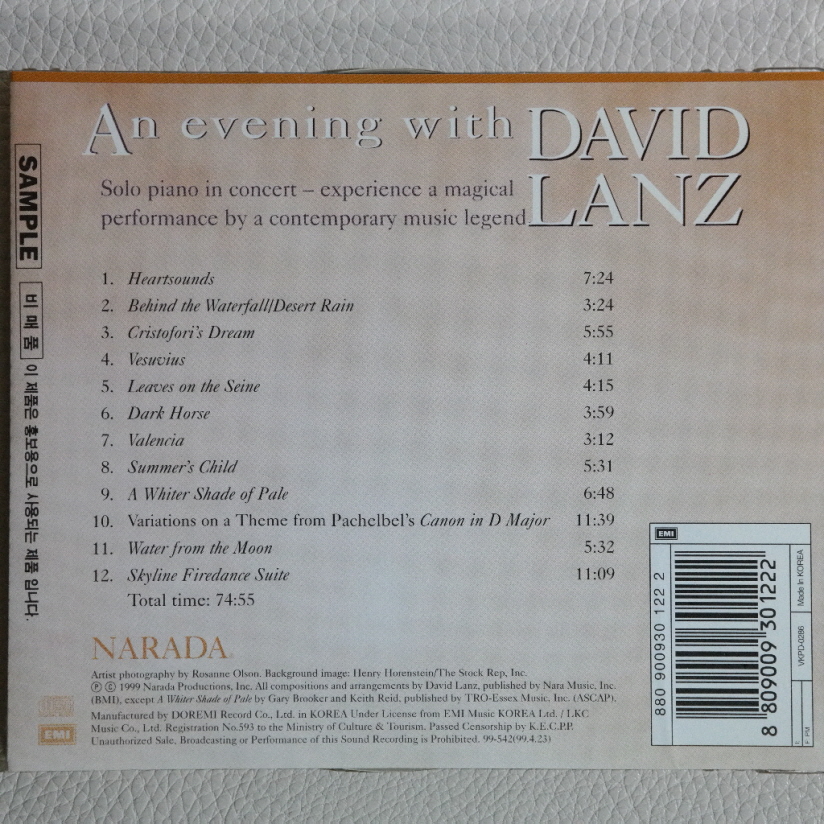 An evening with DAVID LANZ
Solo piano in concert – experience a magical
performance by a contemporary music legend
1. Heartsounds 7:24
2. Behind the Waterfall/Desert Rain 3:24
3. Cristofori's Dream 5:55
4. Vesuvius 4:11
5. Leaves on the Seine 4:15
6. Dark Horse 3:59
7. Valencia 3:12
8. Summer's Child 5:31
9. A Whiter Shade of Pale 6:48
10. Variations on a Theme from Pachelbel's Canon in D Major 11:39
11. Water from the Moon 5:32
12. Skyline Firedance Suite 11:09
Total time: 74:55
NARADA
Artist photography by Rosanne Olson. Background image: Henry Horenstein/The Stock Rep, Inc.
℗ © 1999 Narada Productions, Inc. All compositions and arrangements by David Lanz, published by Nara Music, Inc.
(BMI), except A Whiter Shade of Pale by Gary Brooker and Keith Reid, published by TRO-Essex Music, Inc. (ASCAP).
Manufactured by DOREMI Record Co., Ltd. in KOREA Under License from EMI Music KOREA Ltd. / LKC
Music Co., Ltd. Registration No.593 to the Ministry of Culture & Tourism. Passed Censorship by K.E.C.P.P.
Unauthorized Sale, Broadcasting or Performance of this Sound Recording is Prohibited. 99-542(99.4.23)
EMI
SAMPLE 비매품 이 제품은 홍보용으로 사용되는 제품 입니다.
EMI
880 900930 122 2
8 809009 301222
VKPD-0286 Made In KOREA